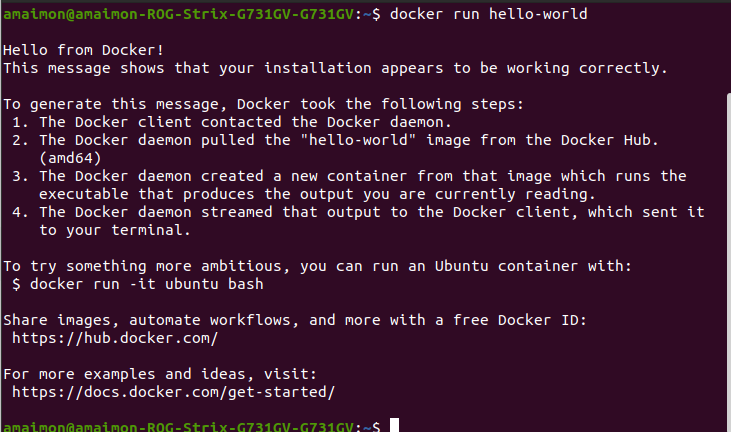 amaimon@amaimon-ROG-Strix-G731GV-G731GV:~$ docker run hello-world
Hello from Docker!
This message shows that your installation appears to be working correctly.
To generate this message, Docker took the following steps:
1. The Docker client contacted the Docker daemon.
2. The Docker daemon pulled the "hello-world" image from the Docker Hub.
(amd64)
3. The Docker daemon created a new container from that image which runs the
executable that produces the output you are currently reading.
4. The Docker daemon streamed that output to the Docker client, which sent it
to your terminal.
To try something more ambitious, you can run an Ubuntu container with:
$ docker run -it ubuntu bash
Share images, automate workflows, and more with a free Docker ID:
https://hub.docker.com/
For more examples and ideas, visit:
https://docs.docker.com/get-started/
amaimon@amaimon-ROG-Strix-G731GV-G731GV:~$